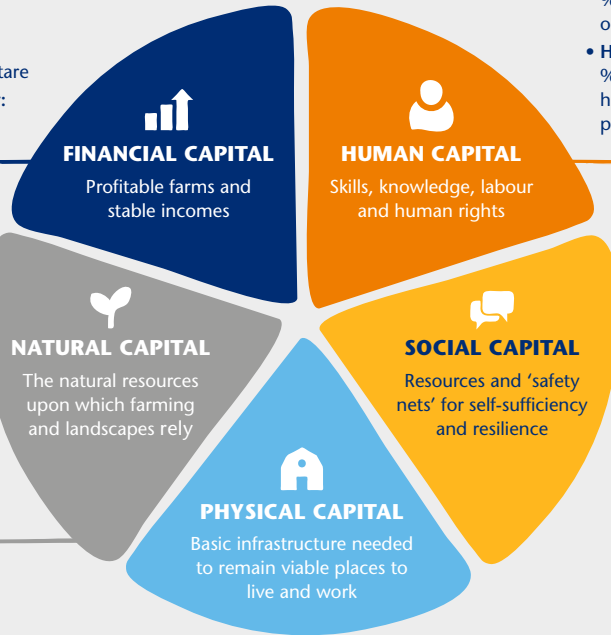 %
o
• H
%
h
p
tare
:
FINANCIAL CAPITAL
Profitable farms and
stable incomes
HUMAN CAPITAL
Skills, knowledge, labour
and human rights
NATURAL CAPITAL
The natural resources
upon which farming
and landscapes rely
SOCIAL CAPITAL
Resources and ‘safety
nets’ for self-sufficiency
and resilience
PHYSICAL CAPITAL
Basic infrastructure needed
to remain viable places to
live and work